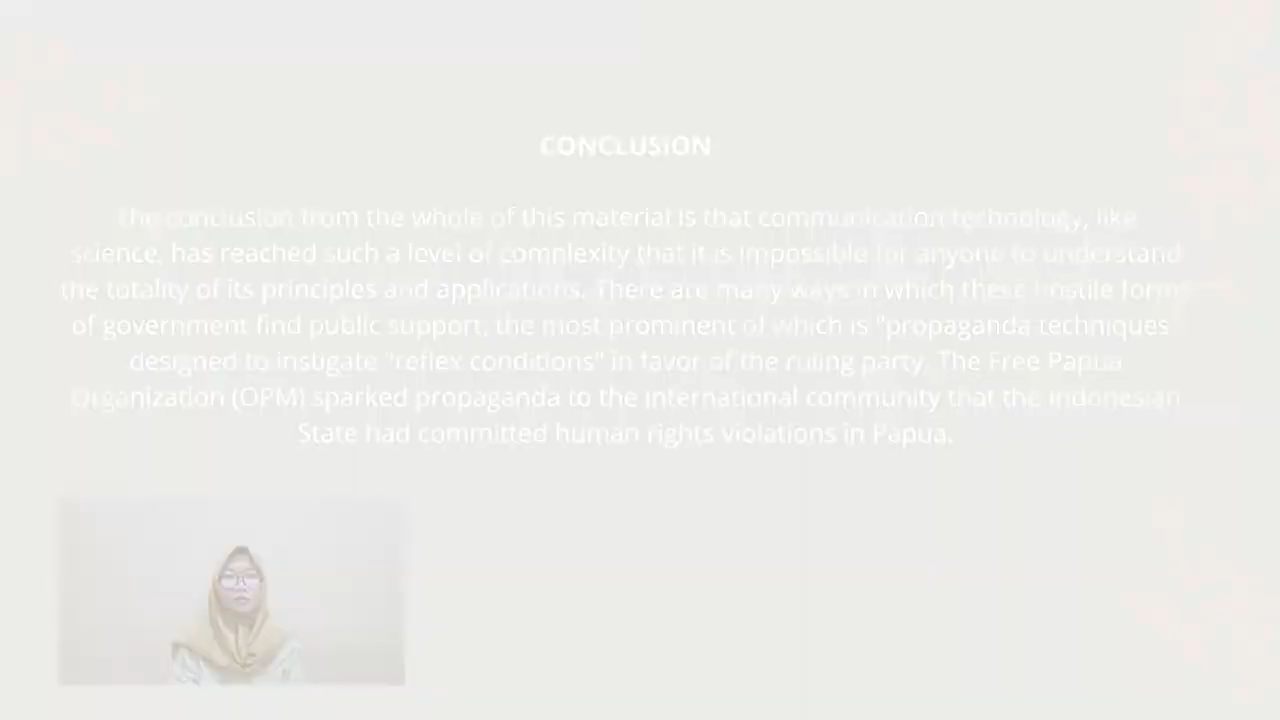 CONCLUSION
The conclusion from the whole of this material is that communication technology, like
science, has reached such a level of complexity that it is impossible for anyone to understand
the totality of its principles and applications. There are many ways in which these hostile forms
of government find public support, the most prominent of which is "propaganda techniques
designed to instigate "reflex conditions" in favor of the ruling party. The Free Papua
Organization (OPM) sparked propaganda to the international community that the Indonesian
State had committed human rights violations in Papua.